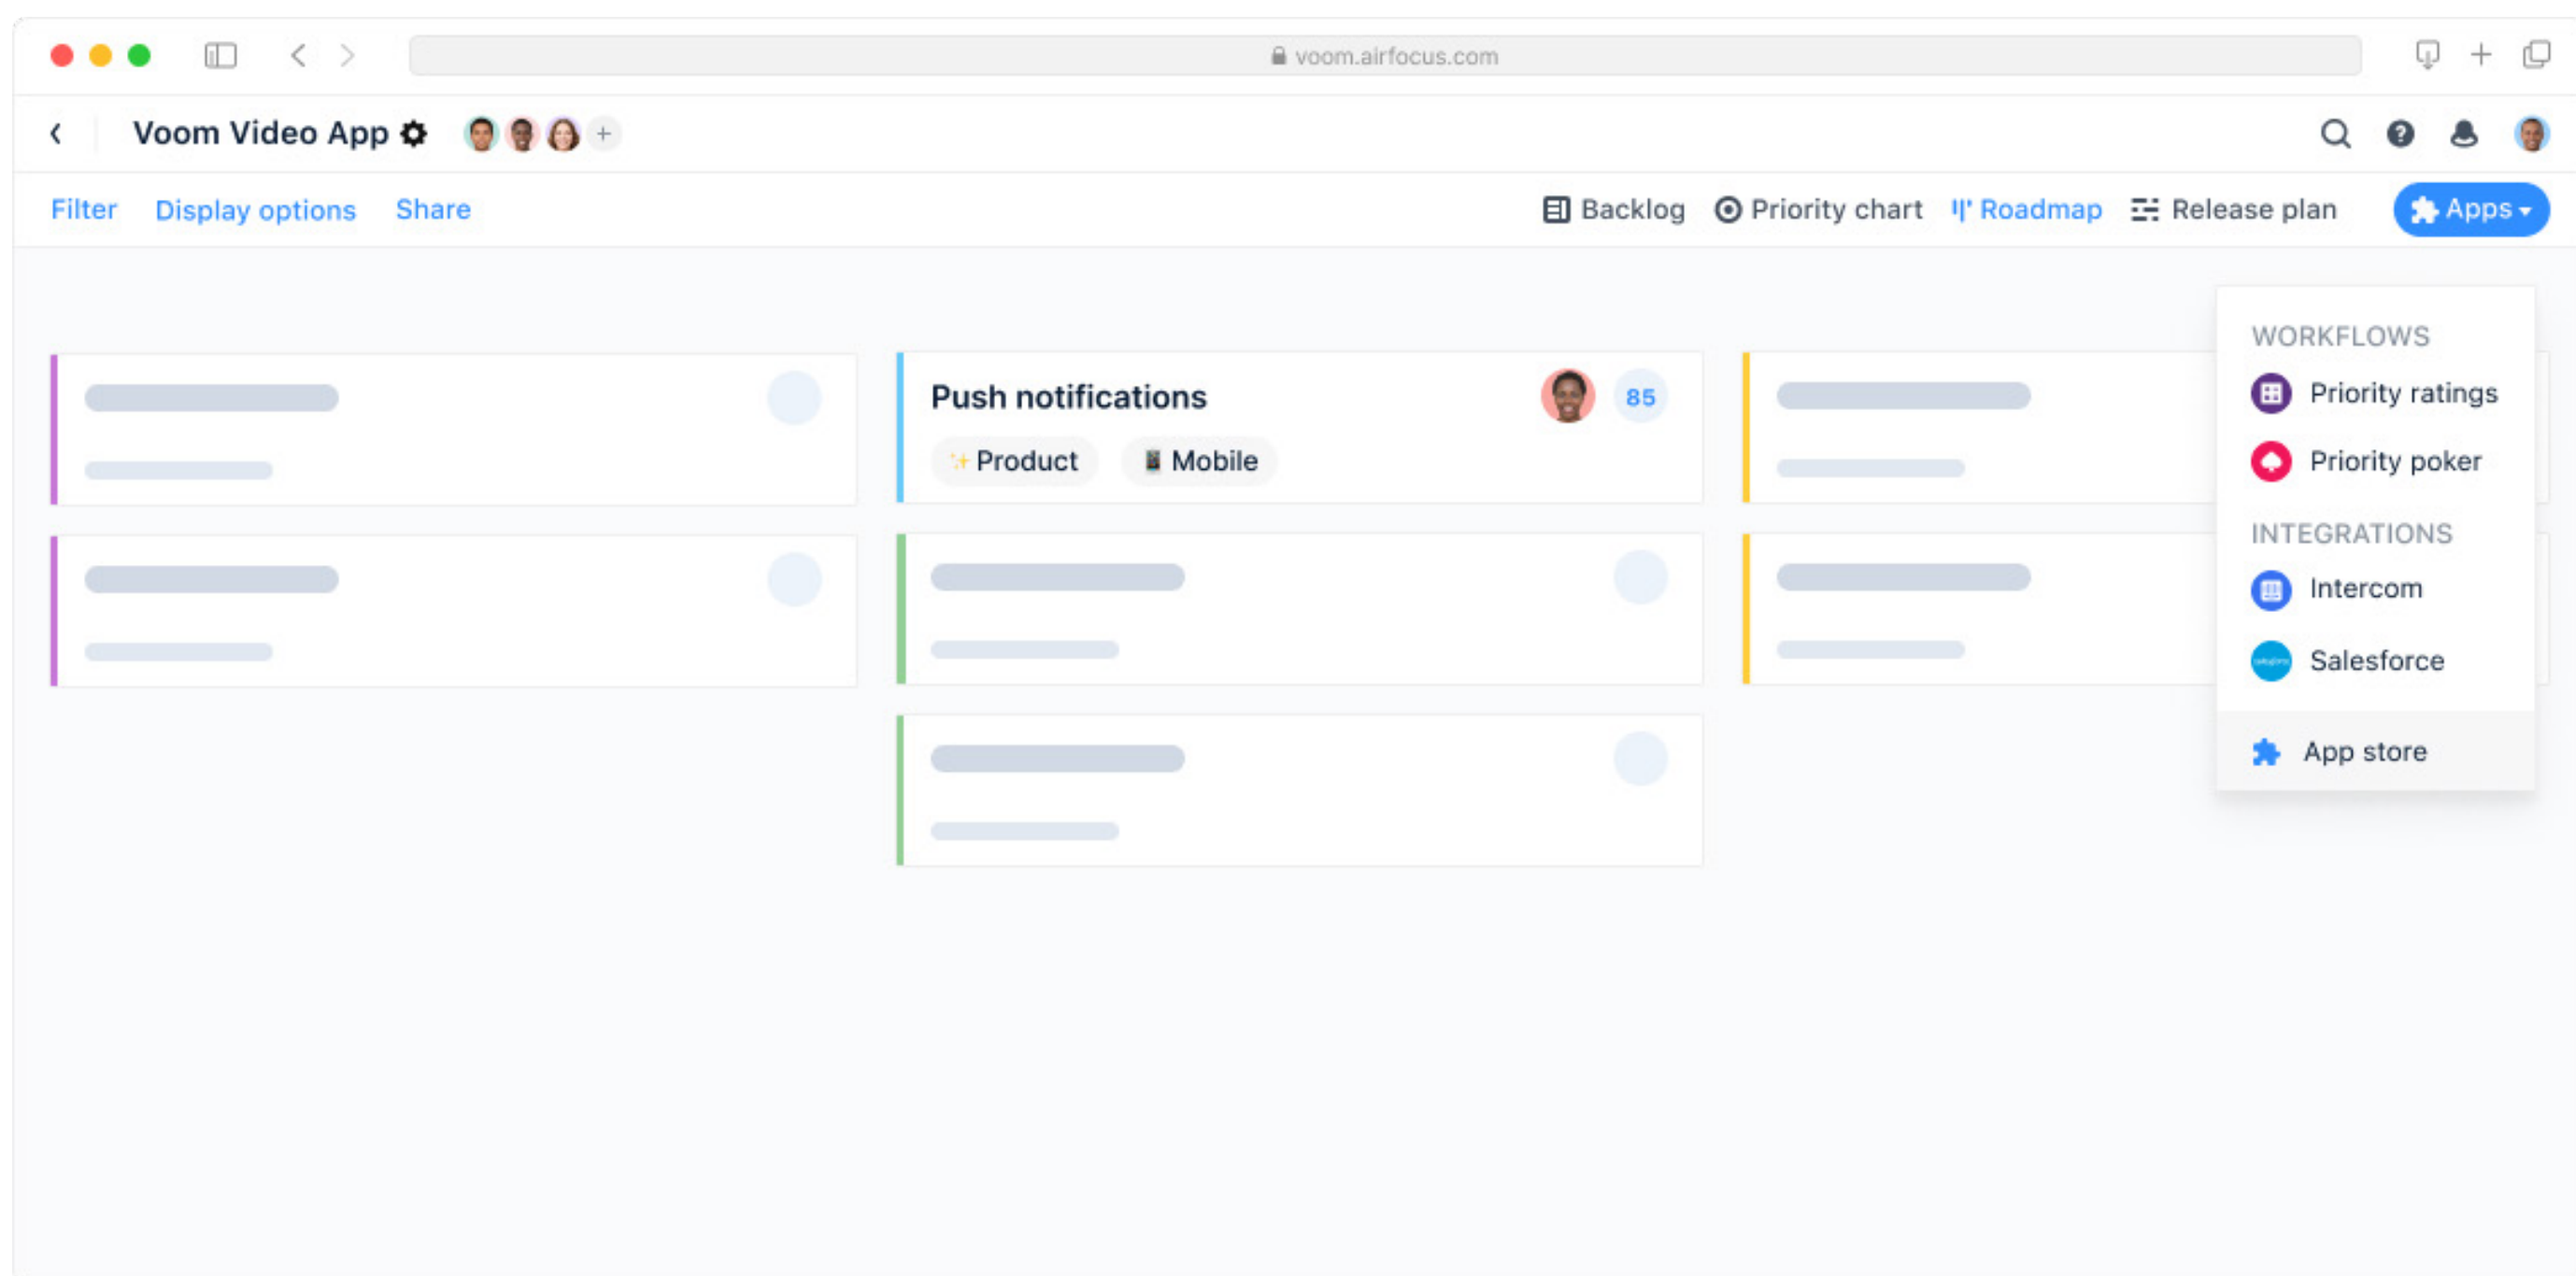 voom.airfocus.com
Voom Video App
Filter Display options Share Backlog Priority chart Roadmap Release plan Apps
WORKFLOWS
Priority ratings
Priority poker
INTEGRATIONS
Intercom
Salesforce
App store
Push notifications 85
Product Mobile